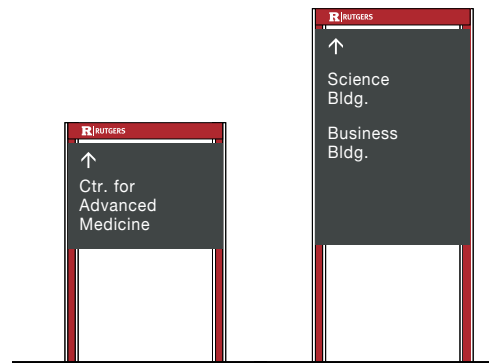 R RUTGERS
↑
Ctr. for
Advanced
Medicine
R RUTGERS
↑
Science
Bldg.
Business
Bldg.